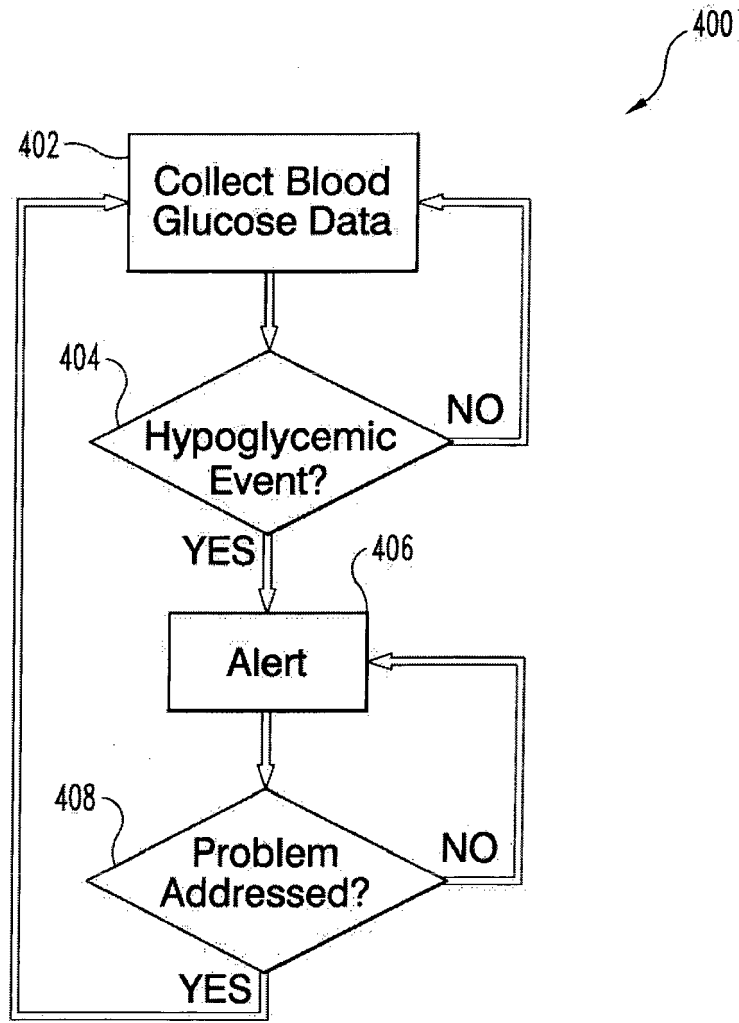 400
402
Collect Blood
Glucose Data
404
NO
Hypoglycemic
Event?
YES
406
Alert
408
NO
Problem
Addressed?
YES